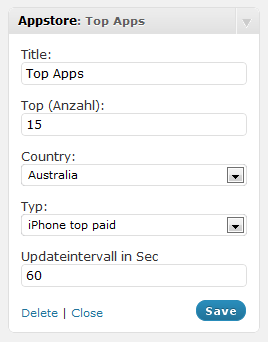 Appstore: Top Apps
Title:
Top Apps
Top (Anzahl):
15
Country:
Australia
Typ:
iPhone top paid
Updateintervall in Sec
60
Delete | Close
Save